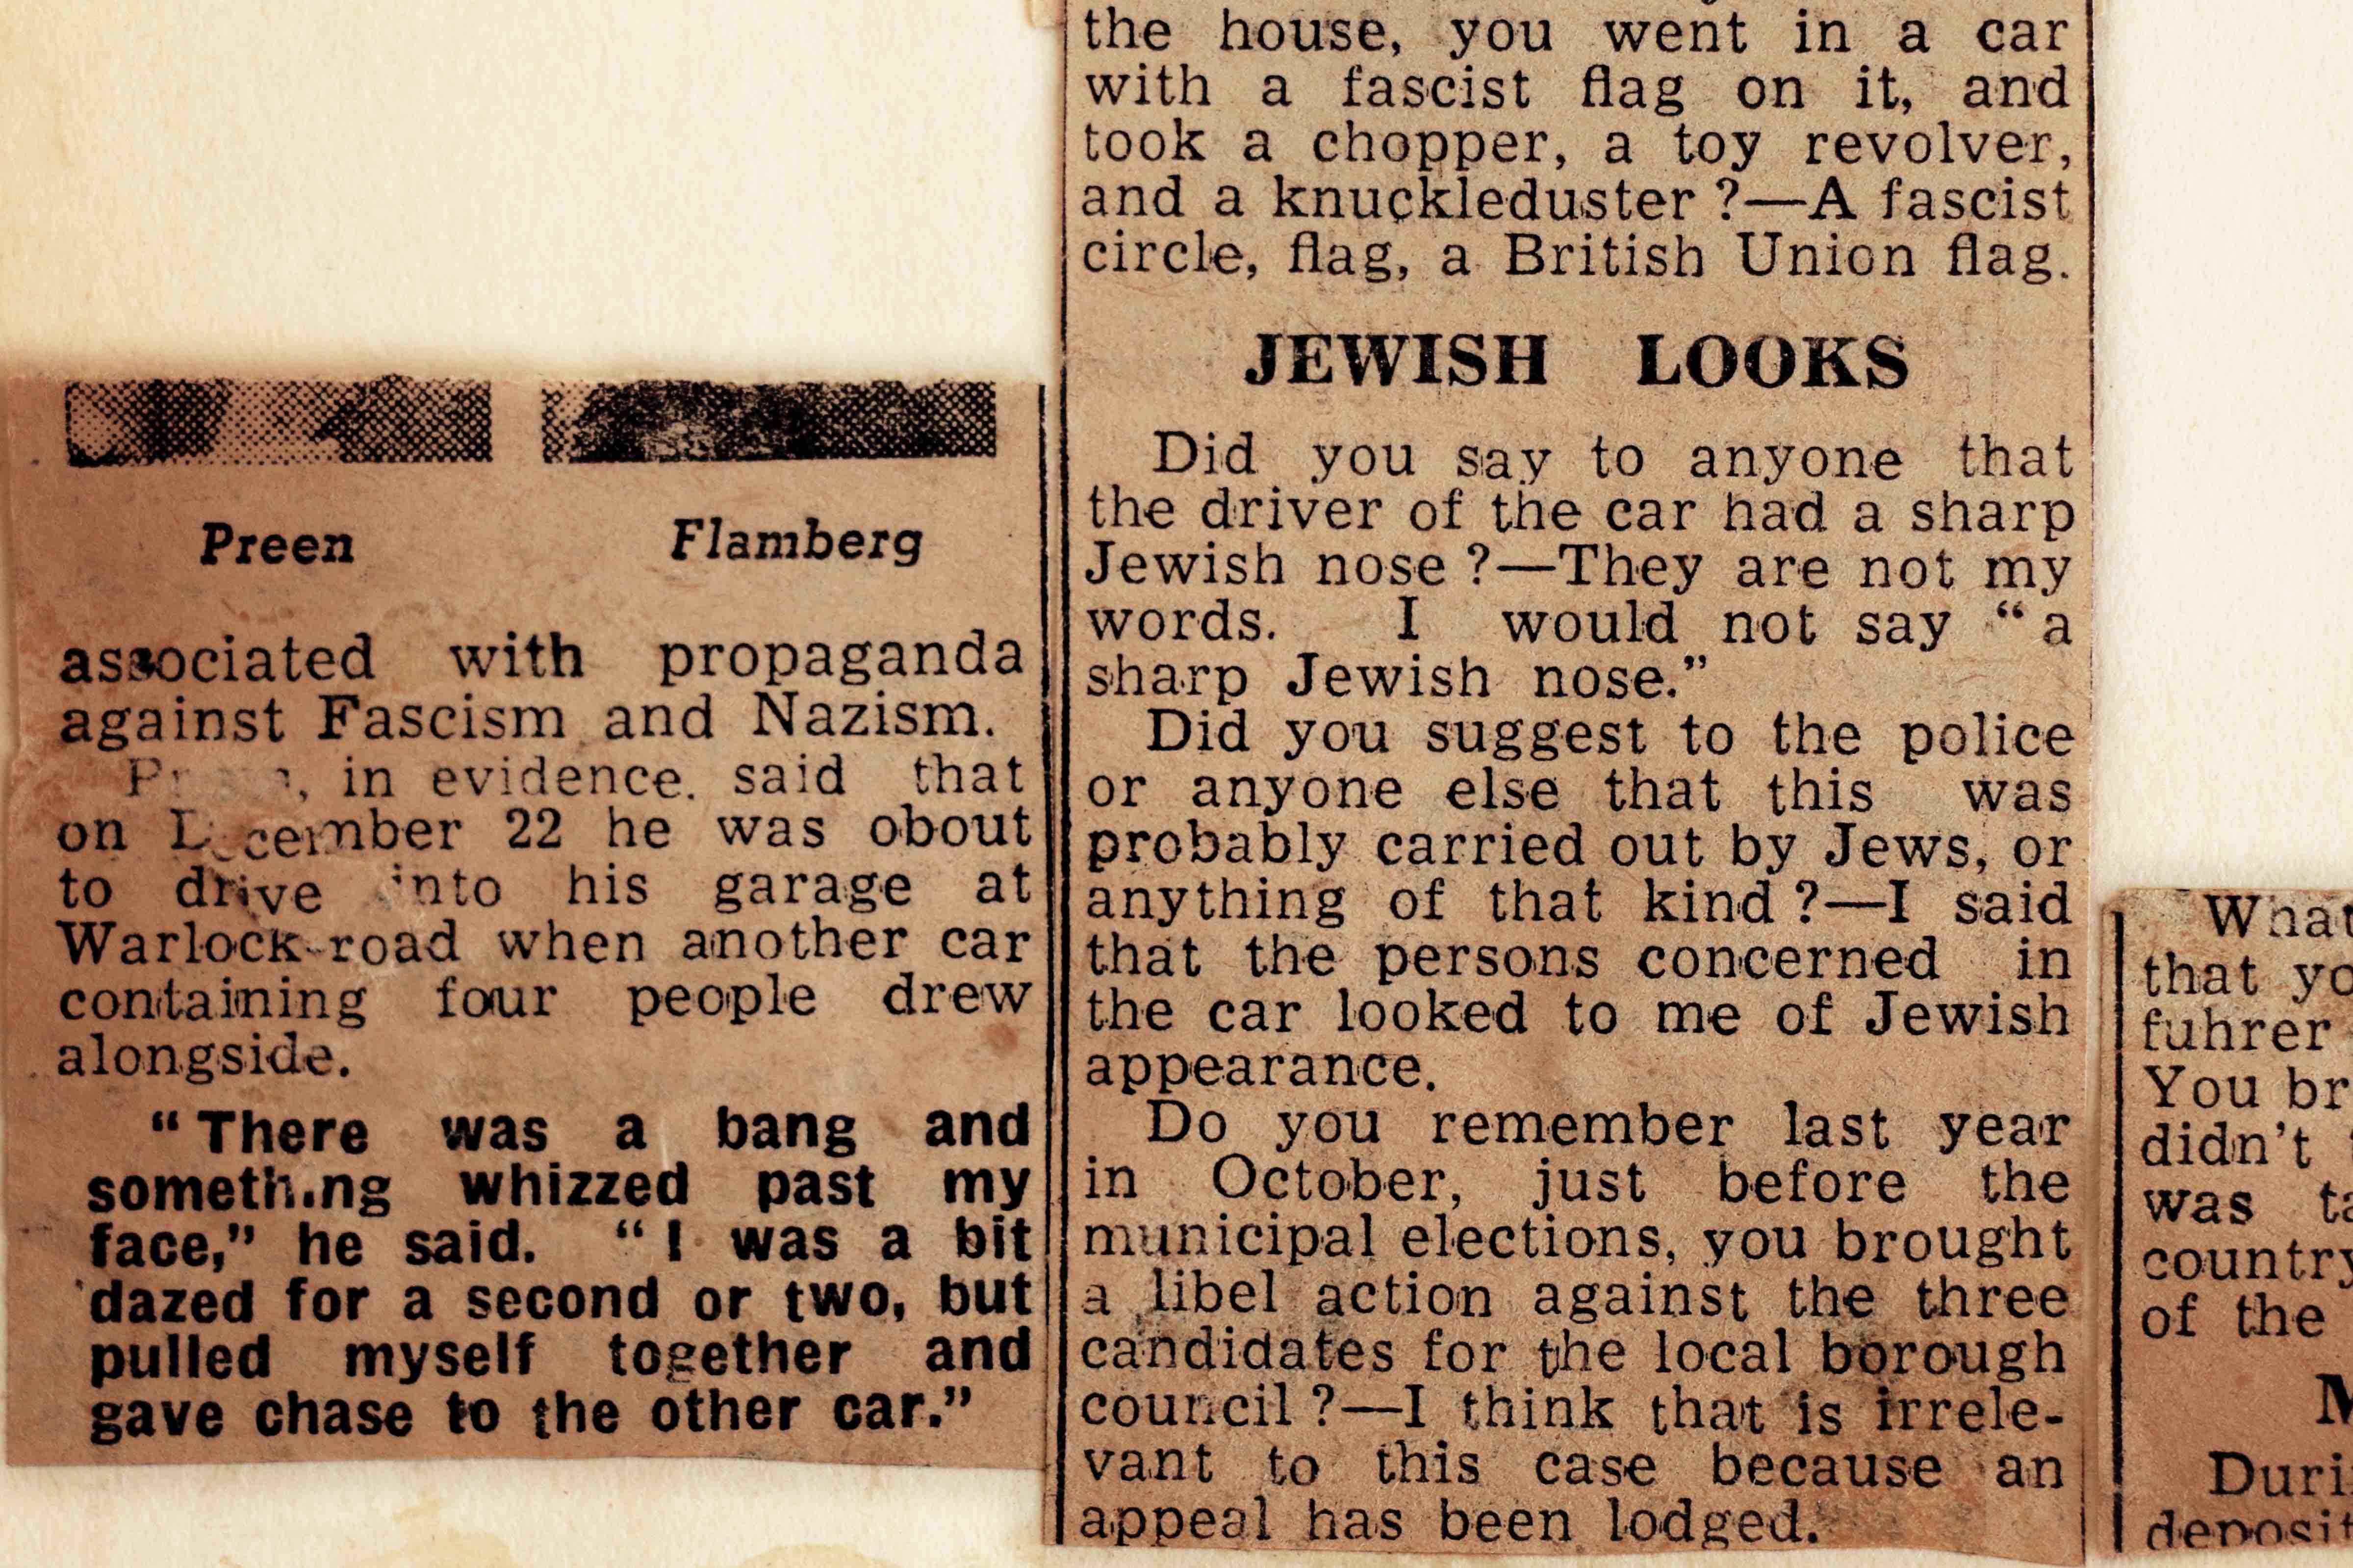 Preen Flamberg
associated with propaganda
against Fascism and Nazism.
in evidence. said that
on December 22 he was obout
to drive into his garage at
Warlock-road when another car
containing four people drew
alongside.
“There was a bang and
something whizzed past my
face,” he said. “I was a bit
dazed for a second or two, but
pulled myself together and
gave chase to the other car.”
the house, you went in a car
with a fascist flag on it, and
took a chopper, a toy revolver,
and a knuckleduster ?—A fascist
circle, flag, a British Union flag.
JEWISH LOOKS
Did you say to anyone that
the driver of the car had a sharp
Jewish nose ?—They are not my
words. I would not say “a
sharp Jewish nose.”
Did you suggest to the police
or anyone else that this was
probably carried out by Jews, or
anything of that kind ?—I said
that the persons concerned in
the car looked to me of Jewish
appearance.
Do you remember last year
in October, just before the
municipal elections, you brought
a libel action against the three
candidates for the local borough
council ?—I think that is irrele-
vant to this case because an
appeal has been lodged.
What
that yo
fuhrer
You br
didn't
was ta
country
of the
M
Duri
deposit